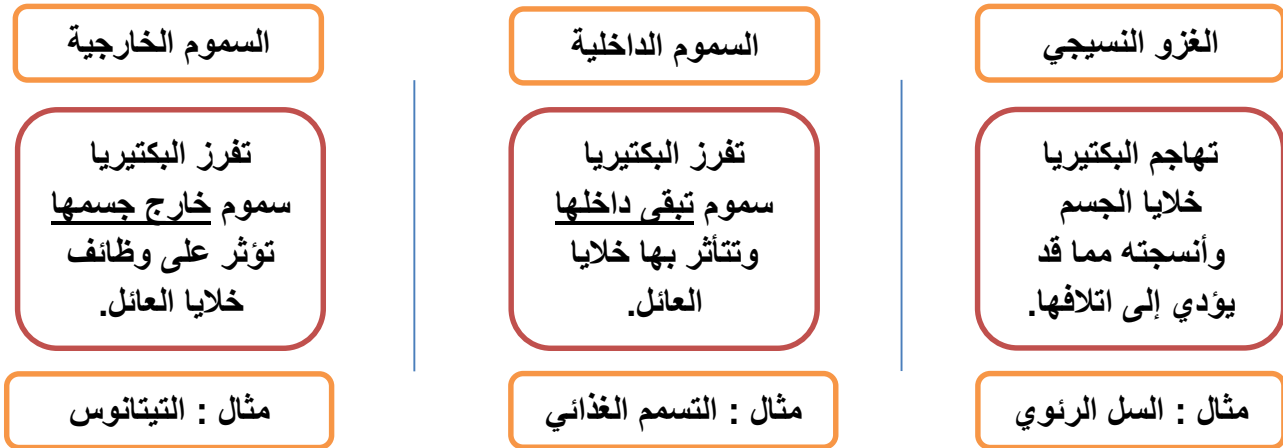 الغزو النسيجي
تهاجم البكتيريا
خلايا الجسم
وأنسجته مما قد
يؤدي إلى اتلافها.
مثال : السل الرئوي
السموم الداخلية
تفرز البكتيريا
سموم تبقى داخلها
وتتأثر بها خلايا
العائل.
مثال : التسمم الغذائي
السموم الخارجية
تفرز البكتيريا
سموم خارج جسمها
تؤثر على وظائف
خلايا العائل.
مثال : التيتانوس